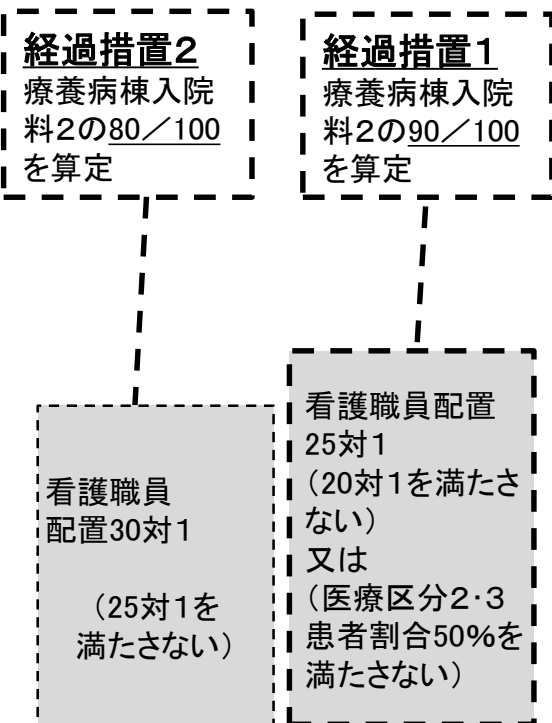 経過措置2
療養病棟入院
料2の80／100
を算定
経過措置1
療養病棟入院
料2の90／100
を算定
看護職員
配置30対1
（25対1を
満たさない）
看護職員配置
25対1
（20対1を満たさ
ない）
又は
（医療区分2・3
患者割合50%を
満たさない）